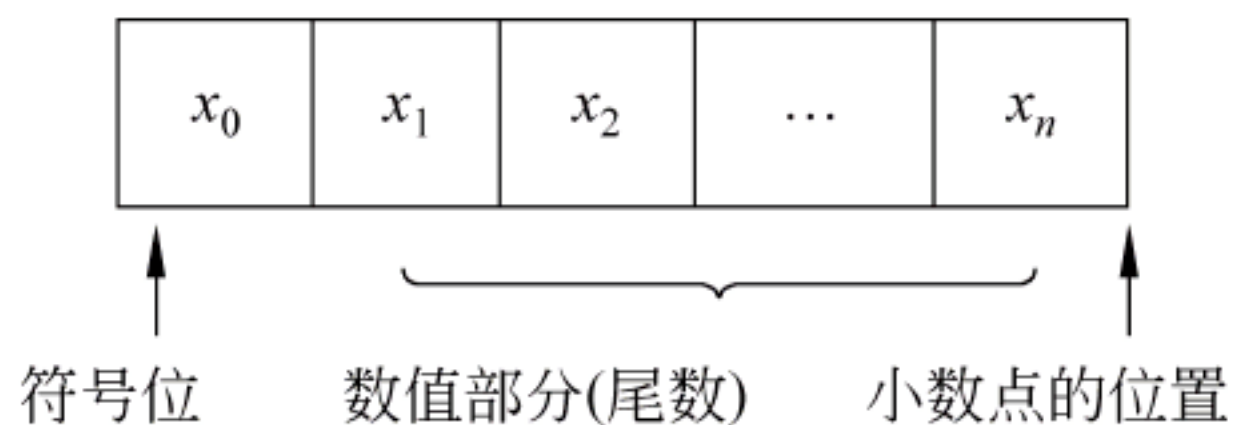 x₀ x₁ x₂ … xₙ
符号位 数值部分(尾数) 小数点的位置